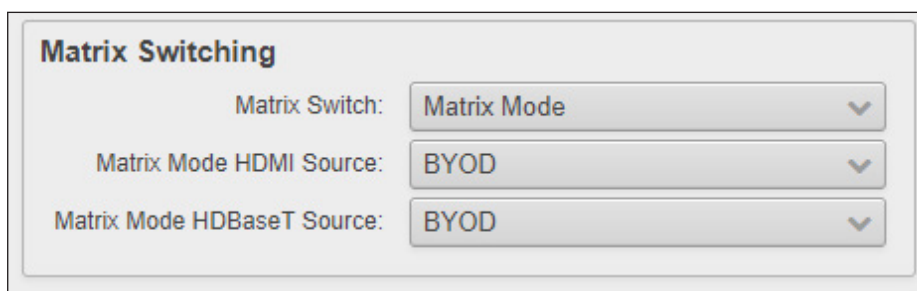 Matrix Switching
Matrix Switch: Matrix Mode
Matrix Mode HDMI Source: BYOD
Matrix Mode HDBaseT Source: BYOD